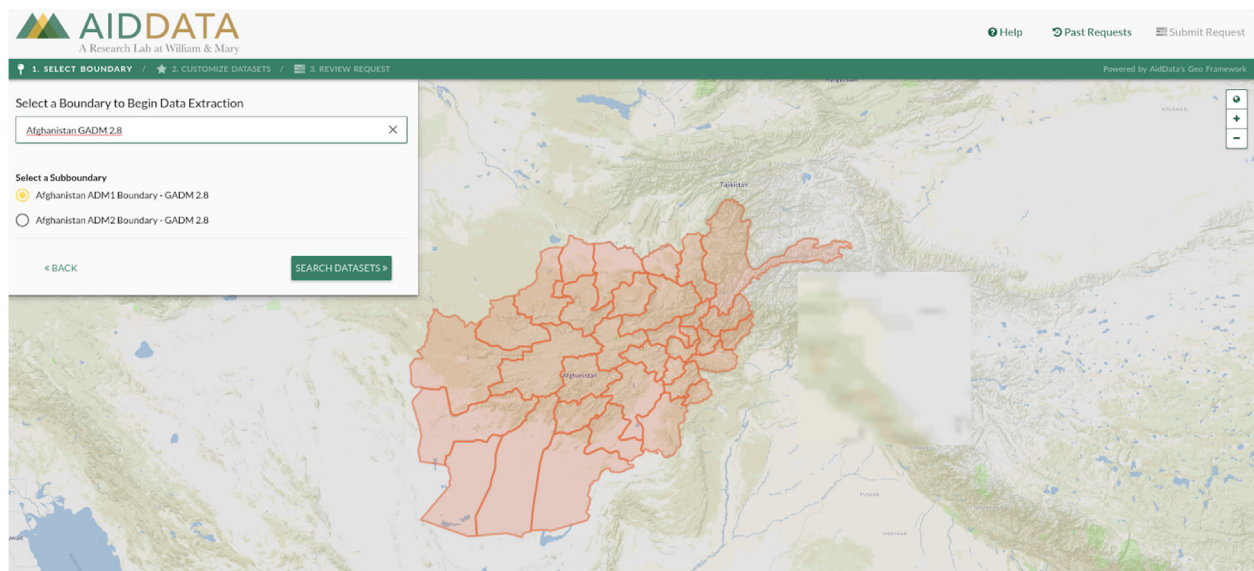 AIDDATA
A Research Lab at William & Mary
Help Past Requests Submit Request
1. SELECT BOUNDARY / 2. CUSTOMIZE DATASETS / 3. REVIEW REQUEST
Powered by AidData's Geo Framework
Select a Boundary to Begin Data Extraction
Afghanistan GADM 2.8
Select a Subboundary
Afghanistan ADM1 Boundary - GADM 2.8
Afghanistan ADM2 Boundary - GADM 2.8
« BACK
SEARCH DATASETS »
+
−
Tajikistan
Afghanistan
PUNJAB